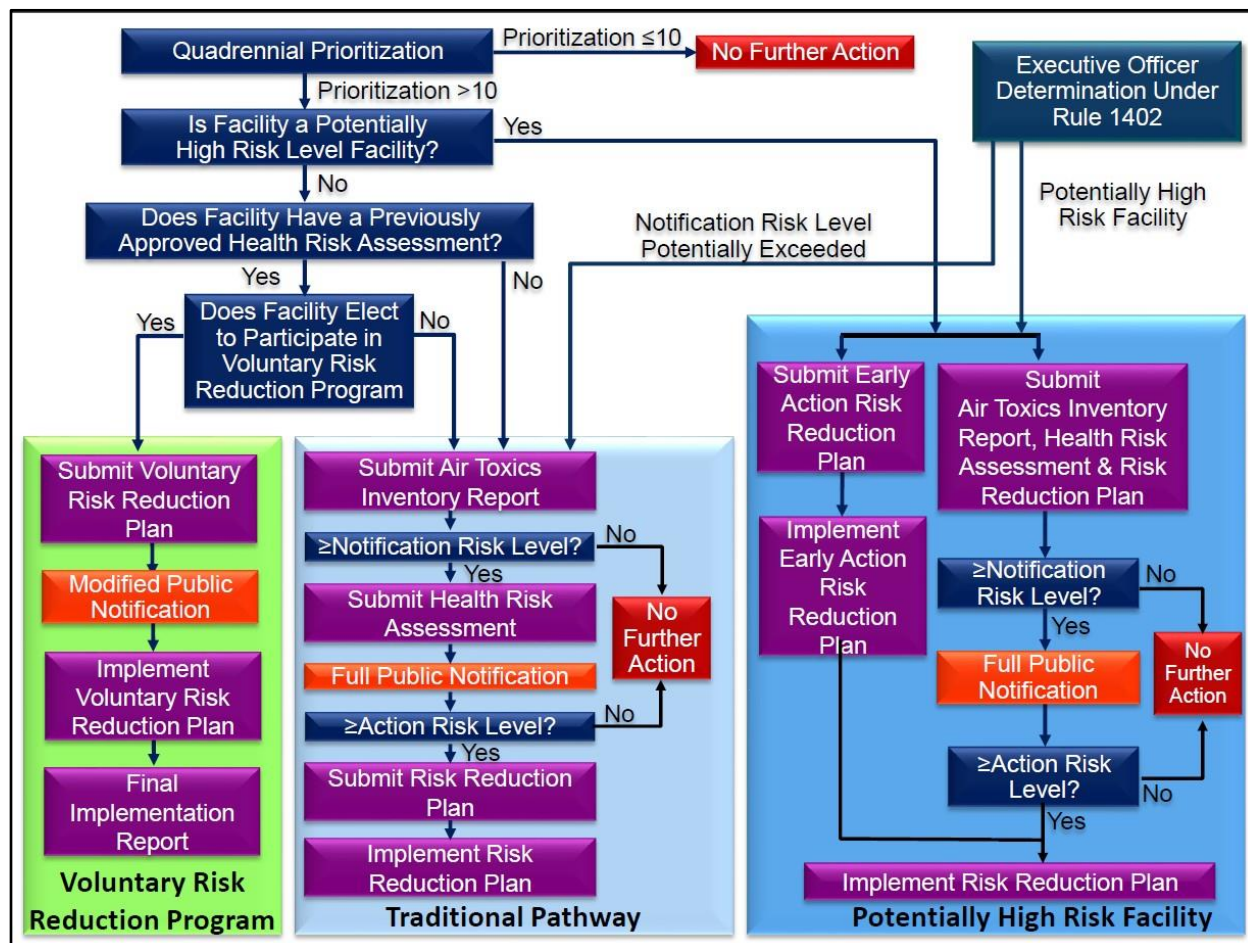 Quadrennial Prioritization
Prioritization ≤10
No Further Action
Executive Officer
Determination Under
Rule 1402
Prioritization >10
Is Facility a Potentially
High Risk Level Facility?
Yes
No
Potentially High
Risk Facility
Does Facility Have a Previously
Approved Health Risk Assessment?
Notification Risk Level
Potentially Exceeded
Yes
No
Does Facility Elect
to Participate in
Voluntary Risk
Reduction Program
Yes
No
Submit Voluntary
Risk Reduction
Plan
Modified Public
Notification
Implement
Voluntary Risk
Reduction Plan
Final
Implementation
Report
Voluntary Risk
Reduction Program
Submit Air Toxics
Inventory Report
≥Notification Risk Level?
No
Yes
Submit Health Risk
Assessment
No
Further
Action
Full Public Notification
≥Action Risk Level?
No
Yes
Submit Risk Reduction
Plan
Implement Risk
Reduction Plan
Traditional Pathway
Submit Early
Action Risk
Reduction
Plan
Implement
Early Action
Risk
Reduction
Plan
Submit
Air Toxics Inventory
Report, Health Risk
Assessment & Risk
Reduction Plan
≥Notification
Risk Level?
No
Yes
Full Public
Notification
No
Further
Action
≥Action Risk
Level?
No
Yes
Implement Risk Reduction Plan
Potentially High Risk Facility